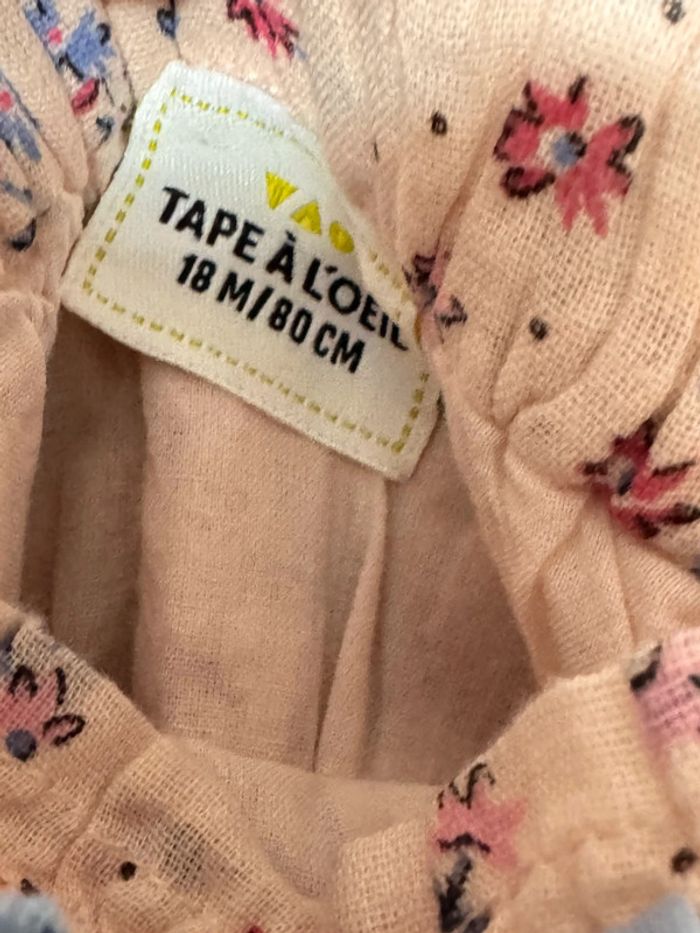 TAPE À L'OEIL
18 M/80 CM